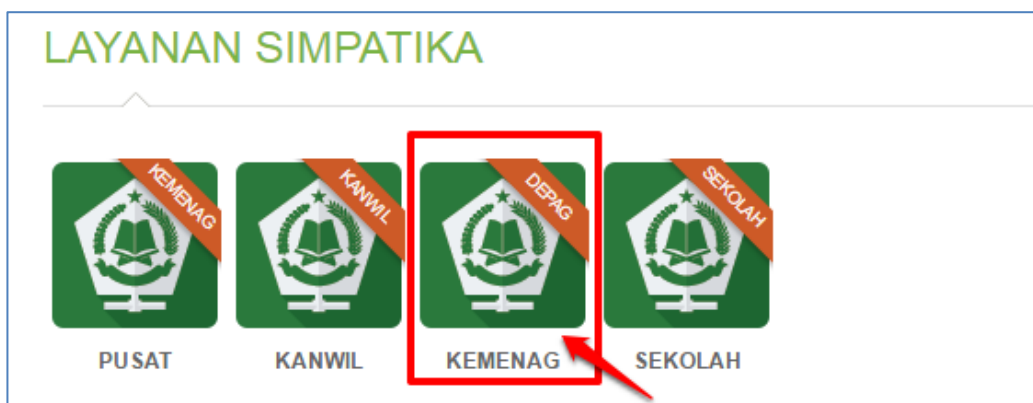 LAYANAN SIMPATIKA
KEMENAG KANWIL DEPAG SEKOLAH
PUSAT KANWIL KEMENAG SEKOLAH